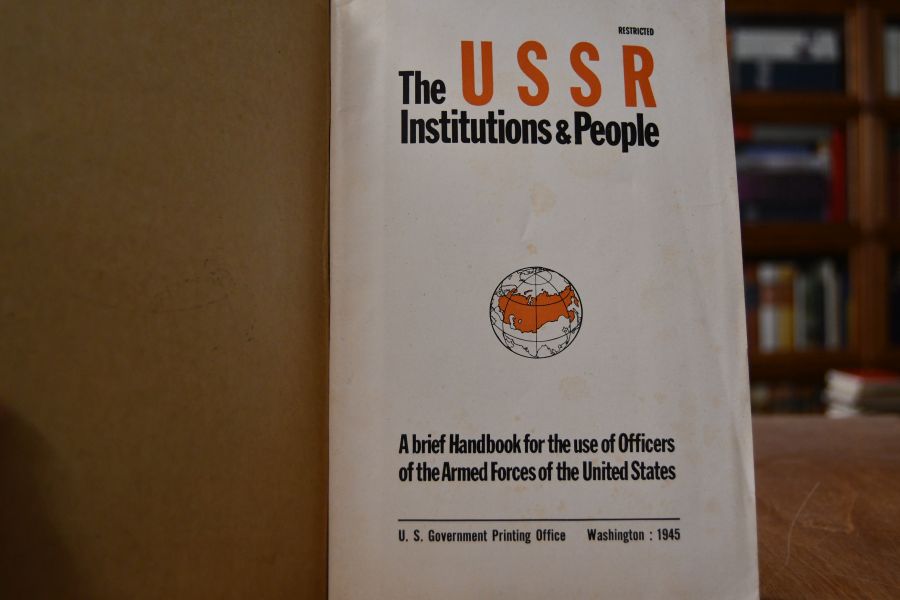 RESTRICTED
The USSR
Institutions & People
A brief Handbook for the use of Officers
of the Armed Forces of the United States
U. S. Government Printing Office Washington : 1945